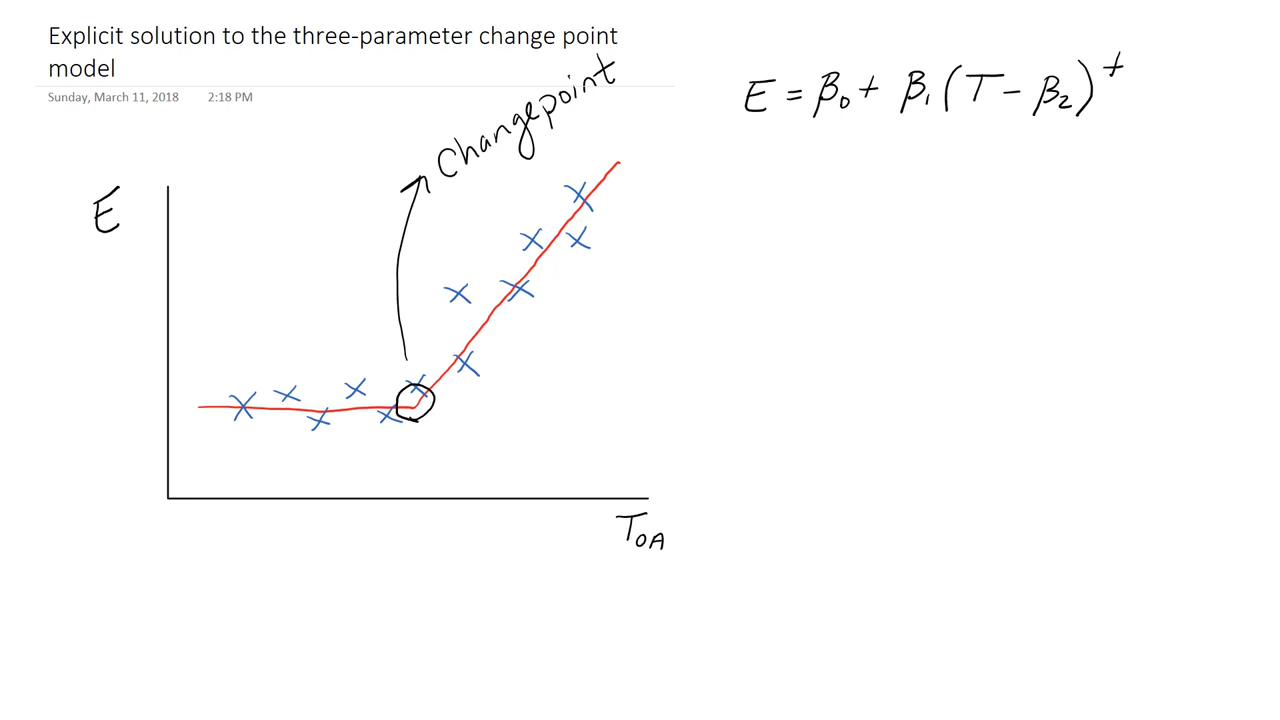 Explicit solution to the three-parameter change point
model
Sunday, March 11, 2018 2:18 PM
E = β₀ + β₁ (T - β₂)⁺
Changepoint
E
T_OA